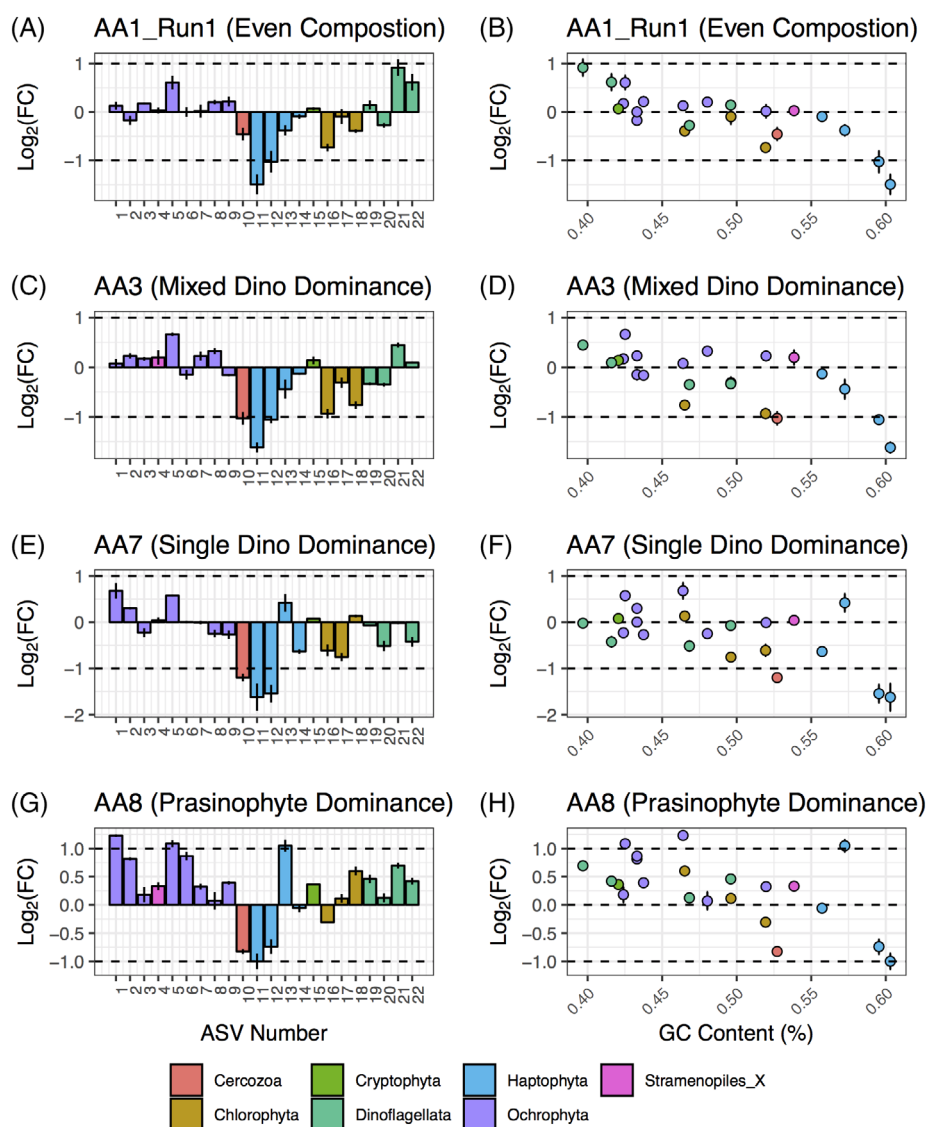 (A) AA1_Run1 (Even Compostion)
Log2(FC)
1
0
−1
1 2 3 4 5 6 7 8 9 10 11 12 13 14 15 16 17 18 19 20 21 22
(B) AA1_Run1 (Even Compostion)
Log2(FC)
1
0
−1
0.40 0.45 0.50 0.55 0.60
(C) AA3 (Mixed Dino Dominance)
Log2(FC)
1
0
−1
1 2 3 4 5 6 7 8 9 10 11 12 13 14 15 16 17 18 19 20 21 22
(D) AA3 (Mixed Dino Dominance)
Log2(FC)
1
0
−1
0.40 0.45 0.50 0.55 0.60
(E) AA7 (Single Dino Dominance)
Log2(FC)
1
0
−1
−2
1 2 3 4 5 6 7 8 9 10 11 12 13 14 15 16 17 18 19 20 21 22
(F) AA7 (Single Dino Dominance)
Log2(FC)
1
0
−1
−2
0.40 0.45 0.50 0.55 0.60
(G) AA8 (Prasinophyte Dominance)
Log2(FC)
1.0
0.5
0.0
−0.5
−1.0
1 2 3 4 5 6 7 8 9 10 11 12 13 14 15 16 17 18 19 20 21 22
ASV Number
(H) AA8 (Prasinophyte Dominance)
Log2(FC)
1.0
0.5
0.0
−0.5
−1.0
0.40 0.45 0.50 0.55 0.60
GC Content (%)
Cercozoa Cryptophyta Haptophyta Stramenopiles_X
Chlorophyta Dinoflagellata Ochrophyta